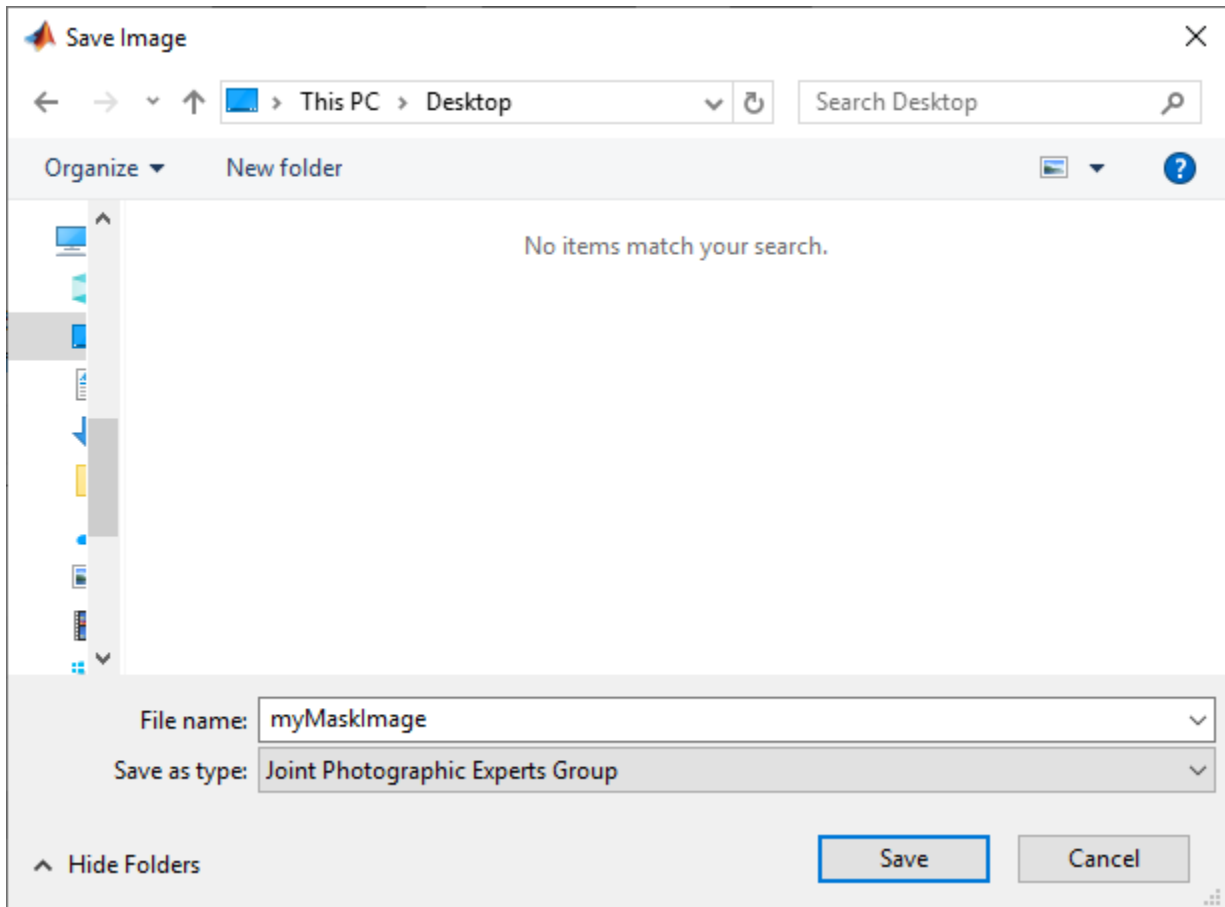 Save Image
This PC > Desktop
Search Desktop
Organize
New folder
?
No items match your search.
File name: myMaskImage
Save as type: Joint Photographic Experts Group
Hide Folders
Save
Cancel